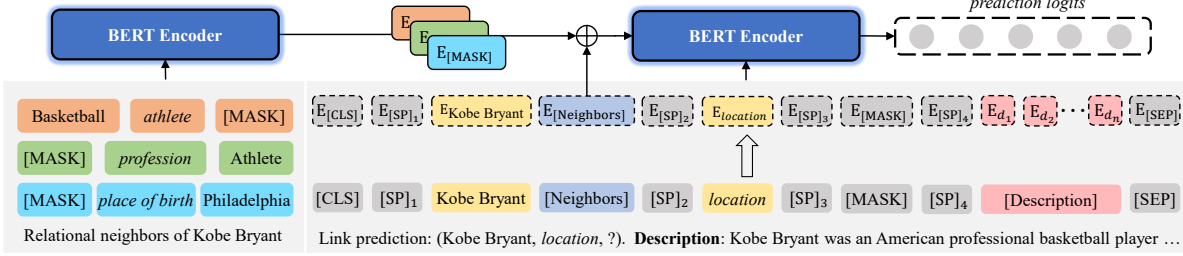 prediction logits
BERT Encoder
E
E
E[MASK]
BERT Encoder
Basketball athlete [MASK]
[MASK] profession Athlete
[MASK] place of birth Philadelphia
Relational neighbors of Kobe Bryant
E[CLS] E[SP]1 EKobe Bryant E[Neighbors] E[SP]2 Elocation E[SP]3 E[MASK] E[SP]4 Ed1 Ed2 ··· Edn E[SEP]
[CLS] [SP]1 Kobe Bryant [Neighbors] [SP]2 location [SP]3 [MASK] [SP]4 [Description] [SEP]
Link prediction: (Kobe Bryant, location, ?). Description: Kobe Bryant was an American professional basketball player ...